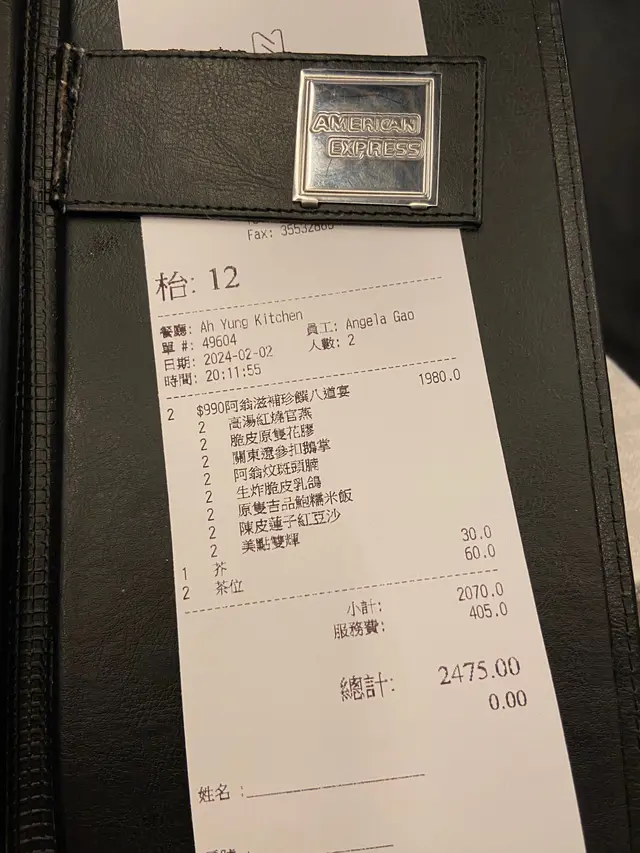 AMERICAN
EXPRESS
Fax:
枱: 12
餐廳: Ah Yung Kitchen
單 #: 49604 員工: Angela Gao
日期: 2024-02-02 人數: 2
時間: 20:11:55
2 $990阿翁滋補珍饌八道宴 1980.0
2 高湯紅燒官燕
2 脆皮原隻花膠
2 關東遼參扣鵝掌
2 阿翁炆斑頭腩
2 生炸脆皮乳鴿
2 原隻吉品鮑糯米飯
2 陳皮蓮子紅豆沙
2 美點雙輝
1 芥 30.0
2 茶位 60.0
小計: 2070.0
服務費: 405.0
總計: 2475.00
0.00
姓名 :